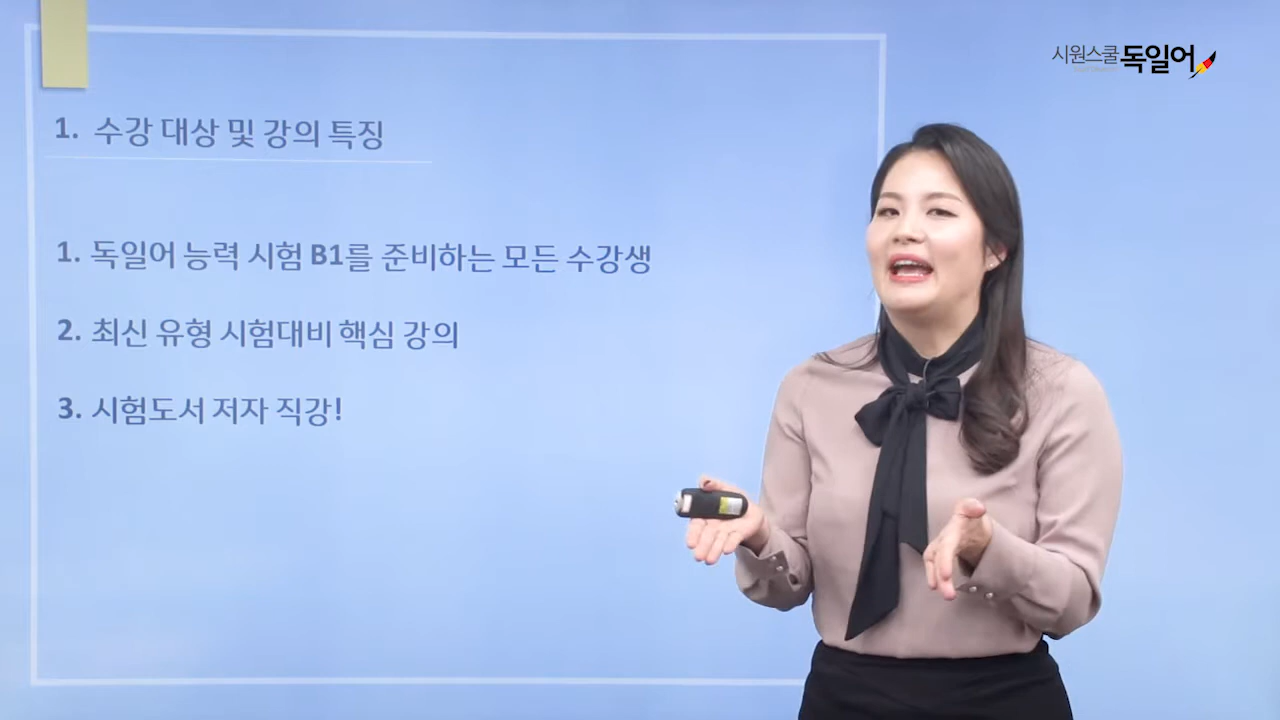 시원스쿨 독일어
1. 수강 대상 및 강의 특징
1. 독일어 능력 시험 B1를 준비하는 모든 수강생
2. 최신 유형 시험대비 핵심 강의
3. 시험도서 저자 직강!